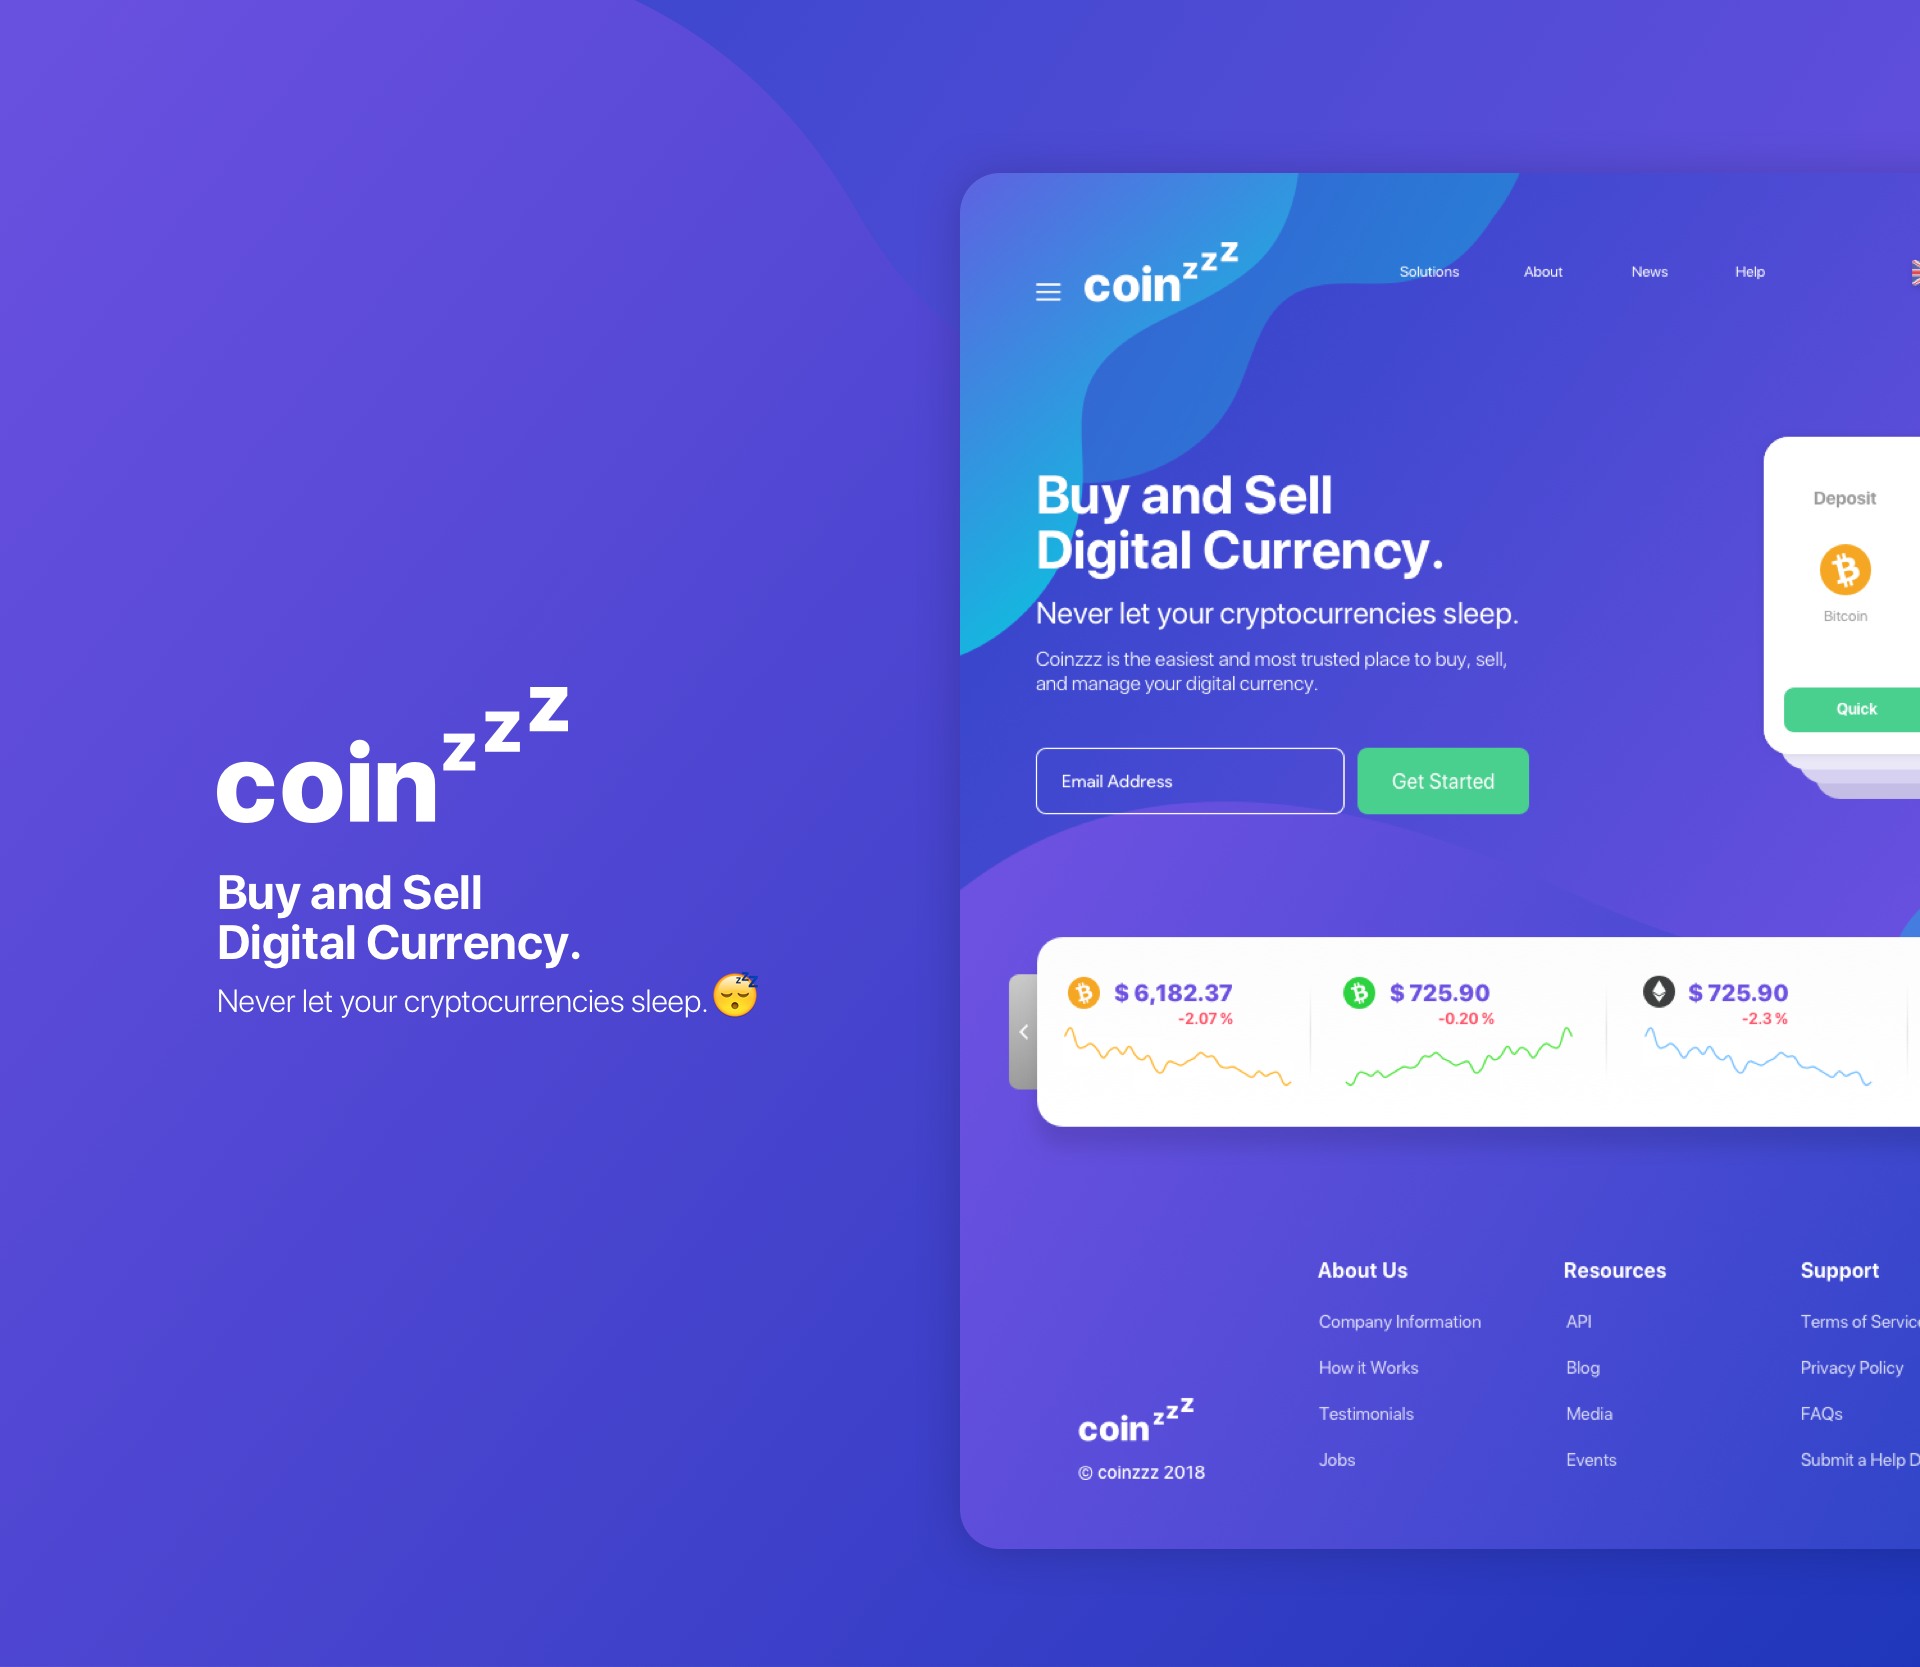 coinzzz
Buy and Sell
Digital Currency.
Never let your cryptocurrencies sleep.
coinzzz
Solutions About News Help
Buy and Sell
Digital Currency.
Never let your cryptocurrencies sleep.
Coinzzz is the easiest and most trusted place to buy, sell,
and manage your digital currency.
Email Address
Get Started
Deposit
Bitcoin
Quick
$ 6,182.37
-2.07 %
$ 725.90
-0.20 %
$ 725.90
-2.3 %
About Us
Company Information
How it Works
Testimonials
Jobs
Resources
API
Blog
Media
Events
Support
Terms of Service
Privacy Policy
FAQs
Submit a Help D
coinzzz
© coinzzz 2018